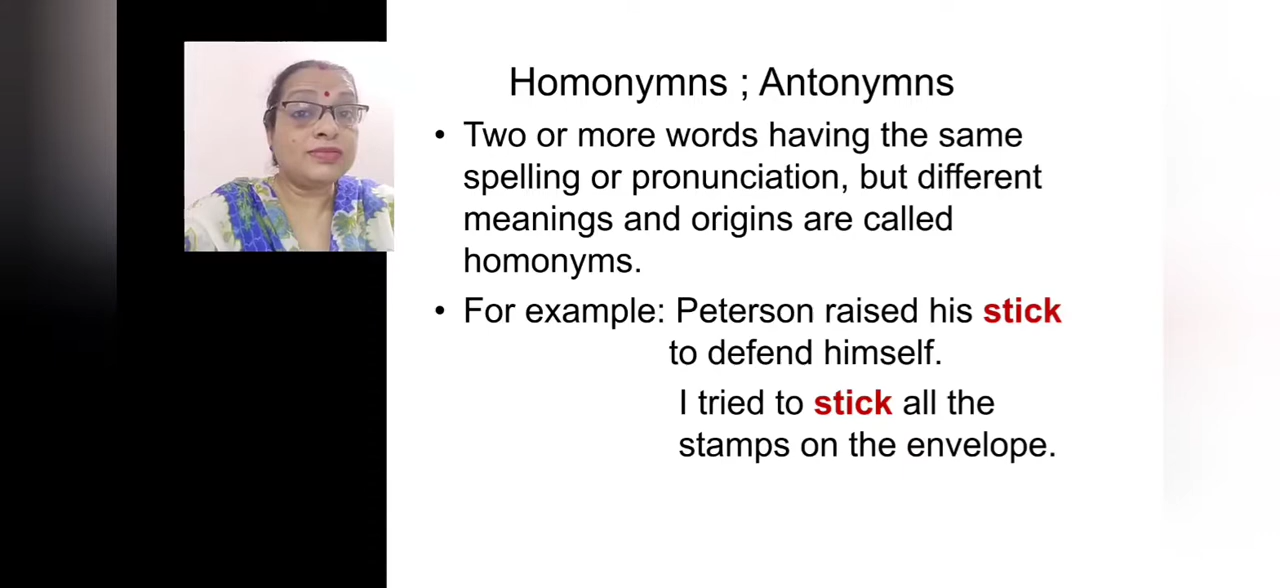 Homonymns ; Antonymns
• Two or more words having the same
spelling or pronunciation, but different
meanings and origins are called
homonyms.
• For example: Peterson raised his stick
to defend himself.
I tried to stick all the
stamps on the envelope.